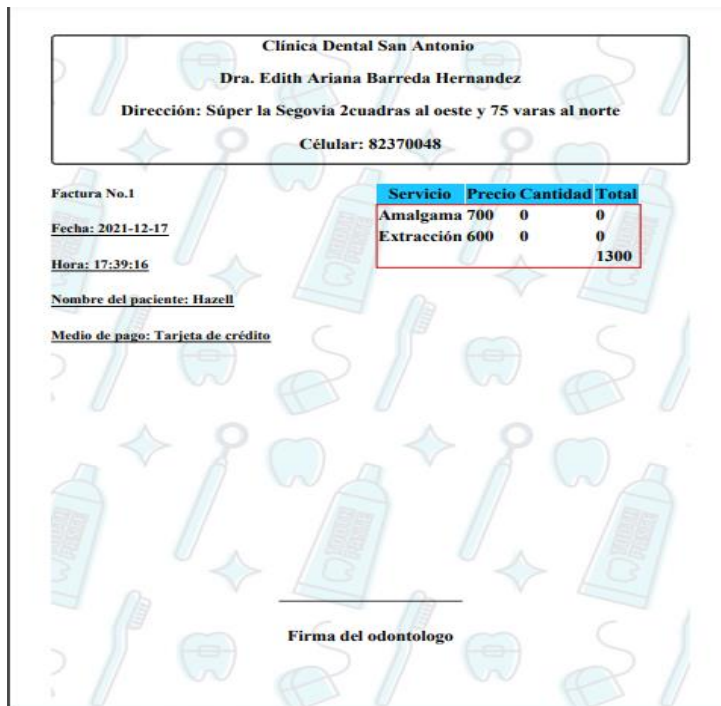 Clínica Dental San Antonio
Dra. Edith Ariana Barreda Hernandez
Dirección: Súper la Segovia 2cuadras al oeste y 75 varas al norte
Célular: 82370048
Factura No.1
Fecha: 2021-12-17
Hora: 17:39:16
Nombre del paciente: Hazell
Medio de pago: Tarjeta de crédito
Servicio Precio Cantidad Total
Amalgama 700 0 0
Extracción 600 0 0
1300
Firma del odontologo